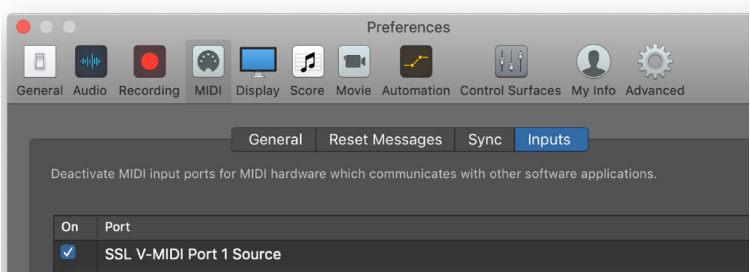 Preferences
General Audio Recording MIDI Display Score Movie Automation Control Surfaces My Info Advanced
General Reset Messages Sync Inputs
Deactivate MIDI input ports for MIDI hardware which communicates with other software applications.
On Port
SSL V-MIDI Port 1 Source